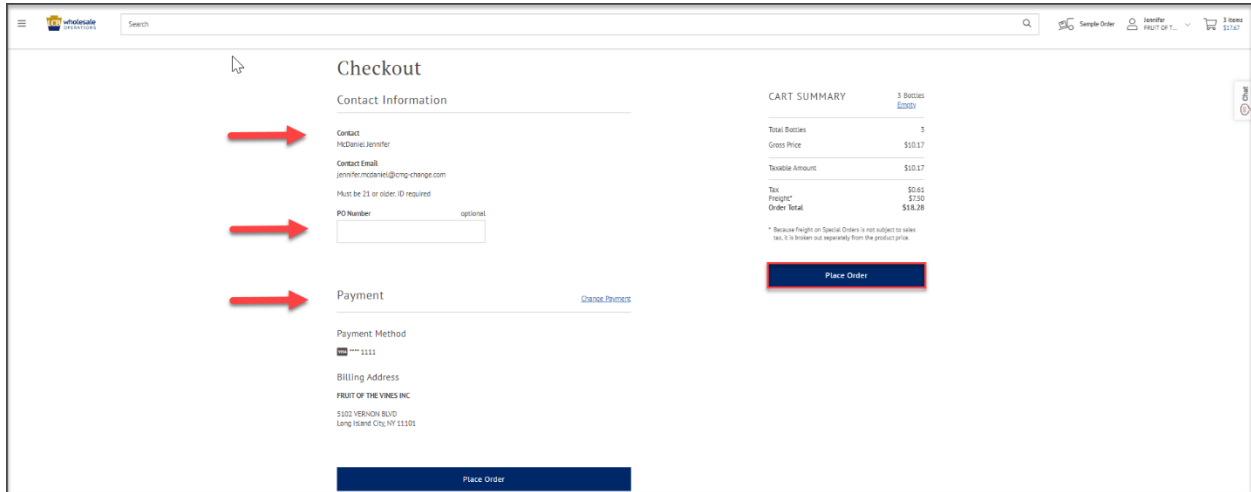 LCB wholesale
OPERATIONS
Search
Sample Order
Jennifer
FRUIT OF T...
3 items
$17.67
Chat
Checkout
Contact Information
Contact
McDaniel Jennifer
Contact Email
jennifer.mcdaniel@cmg-change.com
Must be 21 or older. ID required
PO Number optional
Payment Change Payment
Payment Method
VISA **** 1111
Billing Address
FRUIT OF THE VINES INC
5102 VERNON BLVD
Long Island City, NY 11101
Place Order
CART SUMMARY 3 Bottles
Empty
Total Bottles 3
Gross Price $10.17
Taxable Amount $10.17
Tax $0.61
Freight* $7.50
Order Total $18.28
* Because freight on Special Orders is not subject to sales
tax, it is broken out separately from the product price.
Place Order